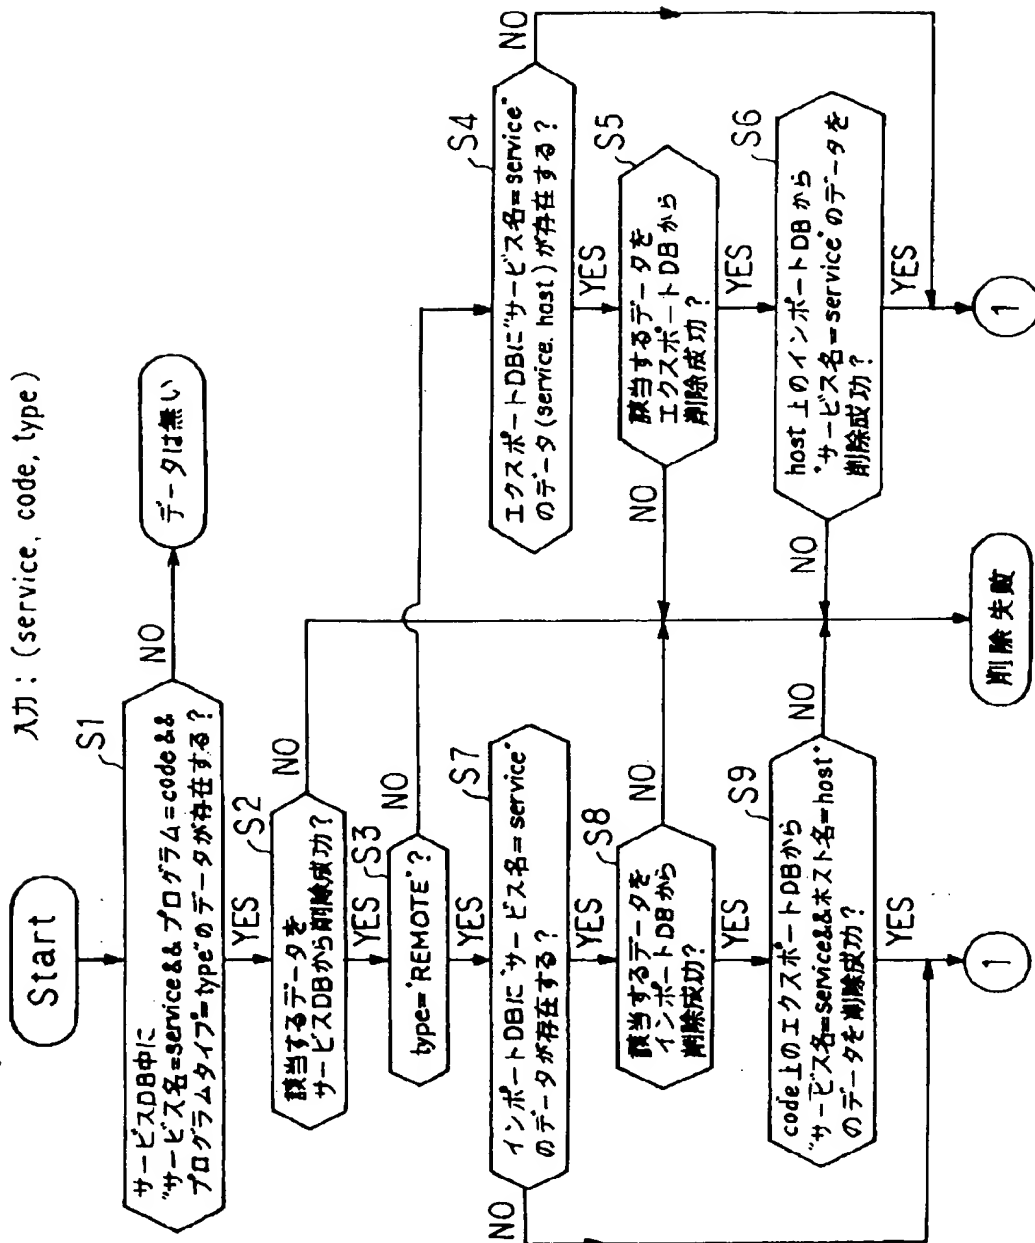 入力：(service, code, type)
Start
S1
サービスDB中に
"サービス名=service&&プログラム=code&&
プログラムタイプ=type"のデータが存在する？
NO
データは無い
YES
S2
該当するデータを
サービスDBから削除成功？
NO
YES
S3
type="REMOTE"？
NO
YES
S4
エクスポートDBに"サービス名=service"
のデータ(service, host)が存在する？
NO
YES
S5
該当するデータを
エクスポートDBから
削除成功？
NO
YES
S6
host上のインポートDBから
"サービス名=service"のデータを
削除成功？
NO
YES
1
S7
インポートDBに"サービス名=service"
のデータが存在する？
NO
YES
S8
該当するデータを
インポートDBから
削除成功？
NO
YES
S9
code上のエクスポートDBから
"サービス名=service&&ホスト名=host"
のデータを削除成功？
NO
YES
1
削除失敗